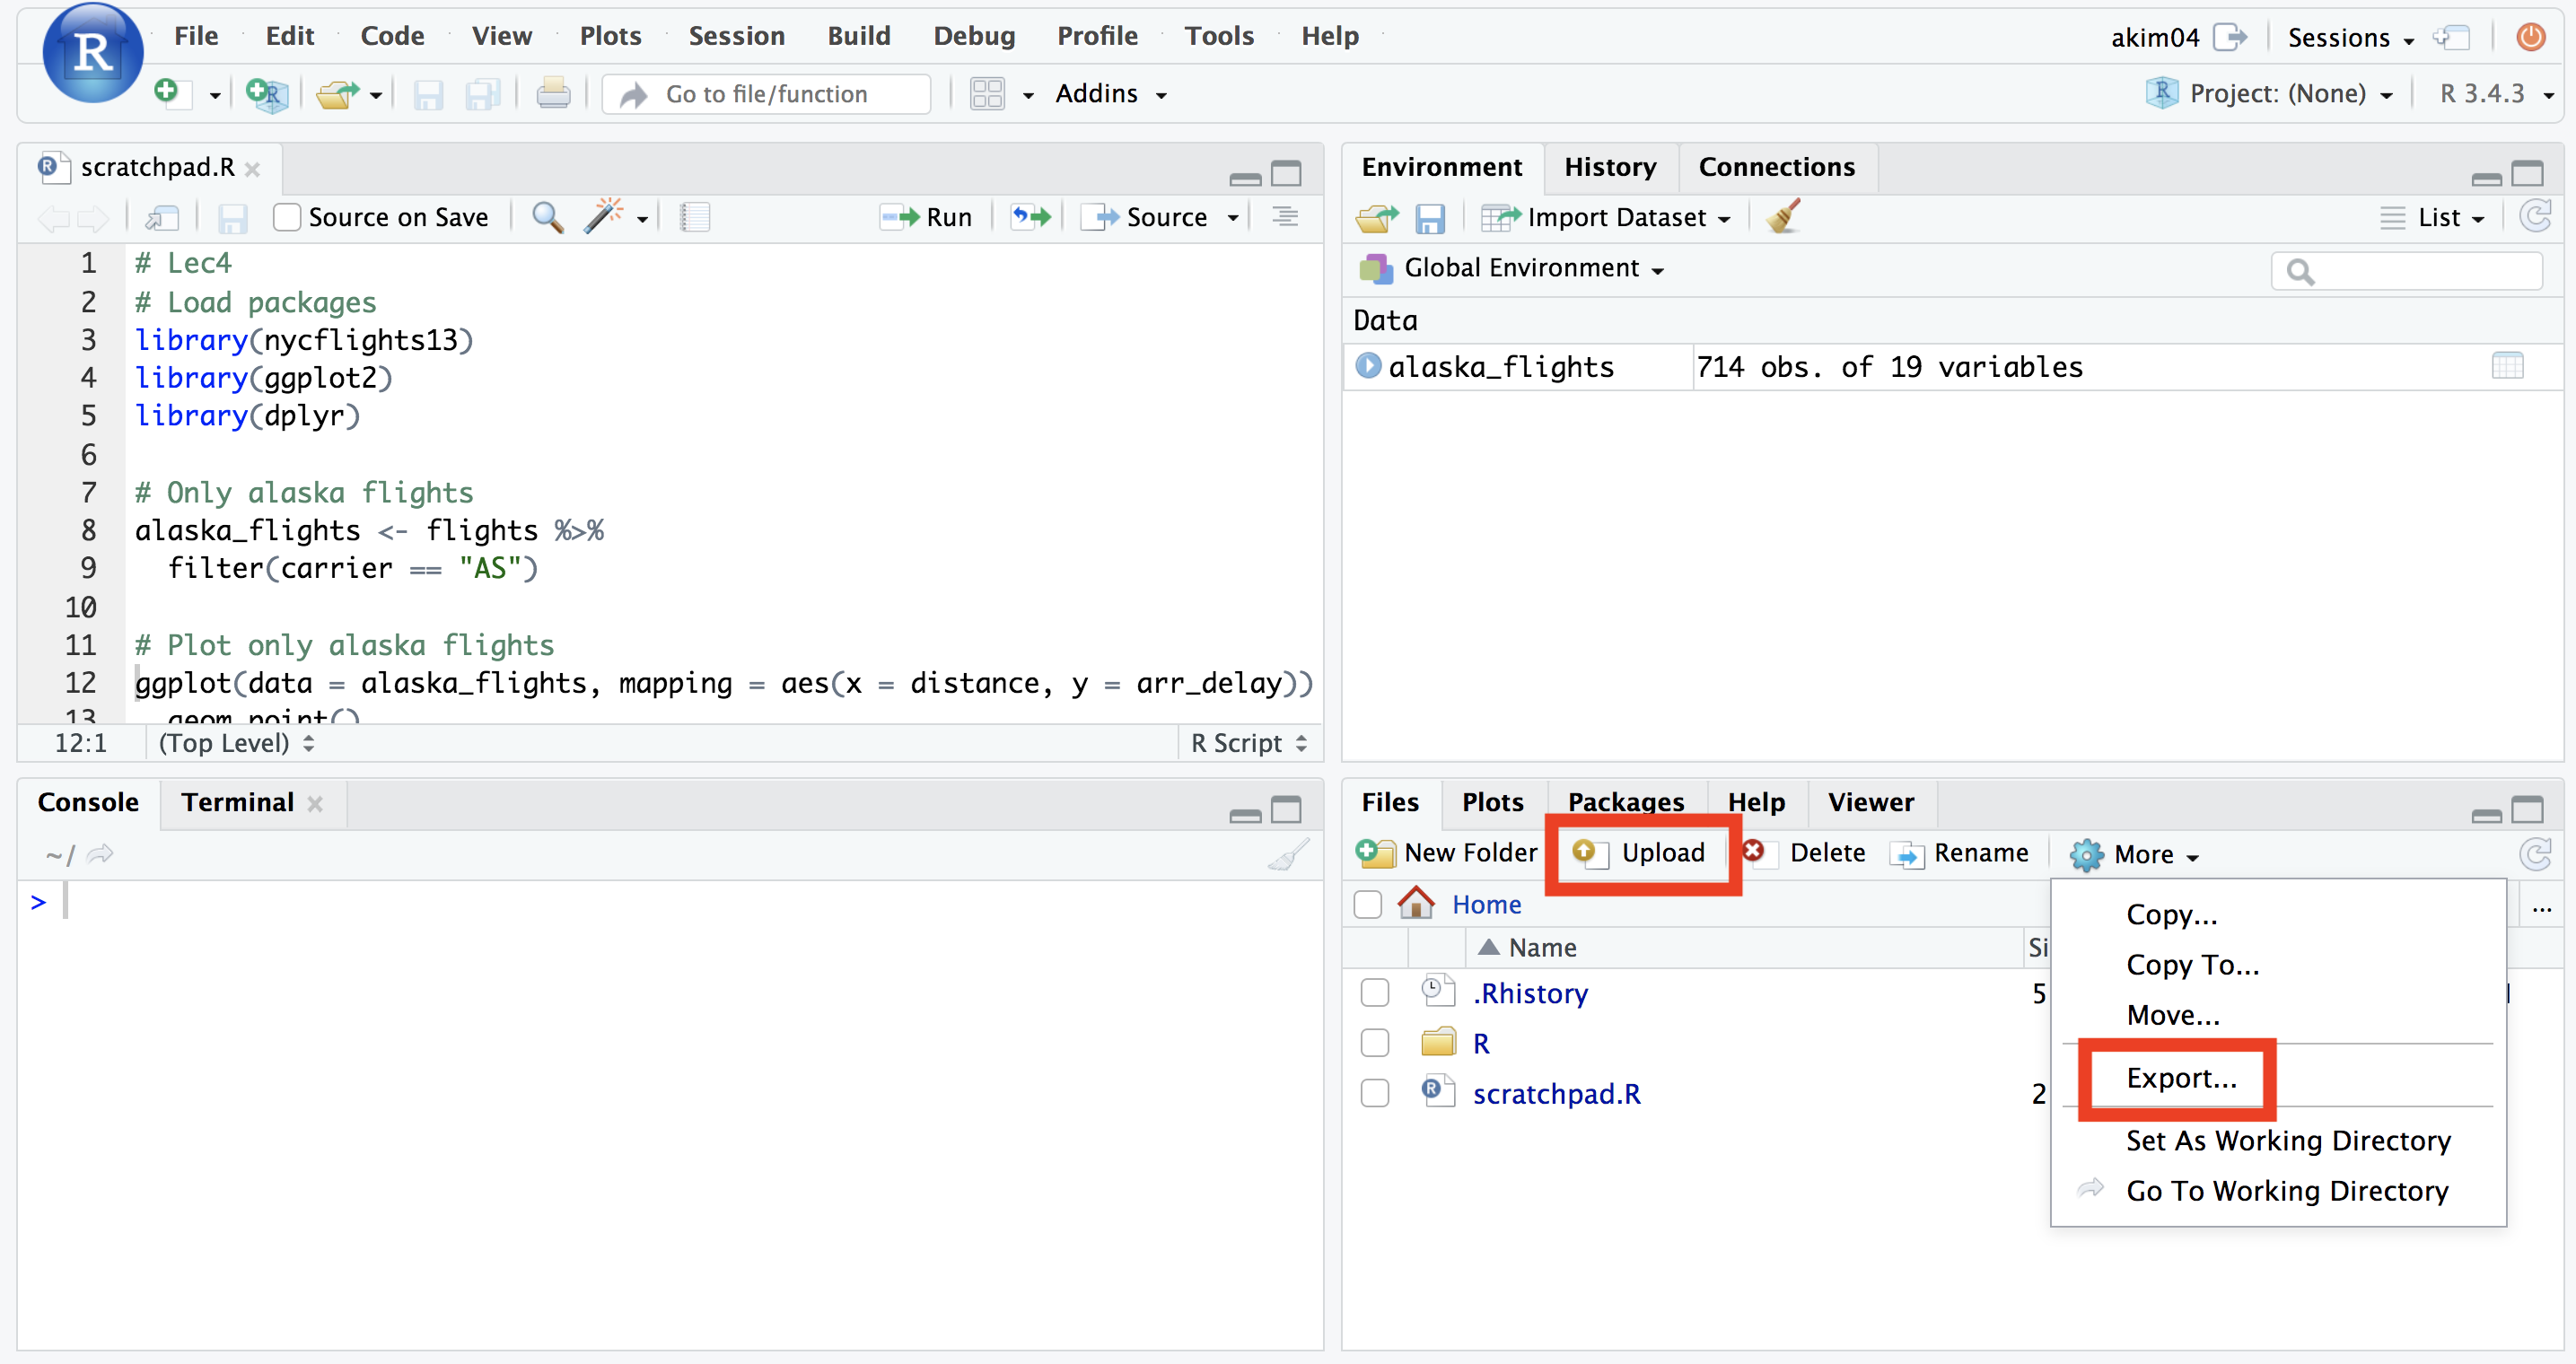 R File Edit Code View Plots Session Build Debug Profile Tools Help akim04 Sessions
Go to file/function Addins Project: (None) R 3.4.3
scratchpad.R
Source on Save Run Source
1 # Lec4
2 # Load packages
3 library(nycflights13)
4 library(ggplot2)
5 library(dplyr)
6
7 # Only alaska flights
8 alaska_flights <- flights %>%
9 filter(carrier == "AS")
10
11 # Plot only alaska flights
12 ggplot(data = alaska_flights, mapping = aes(x = distance, y = arr_delay))
13 geom_point()
12:1 (Top Level) R Script
Environment History Connections
Import Dataset List
Global Environment
Data
alaska_flights 714 obs. of 19 variables
Console Terminal
~/
>
Files Plots Packages Help Viewer
New Folder Upload Delete Rename More
Home ...
Name Si
.Rhistory 5
R
scratchpad.R 2
Copy...
Copy To...
Move...
Export...
Set As Working Directory
Go To Working Directory